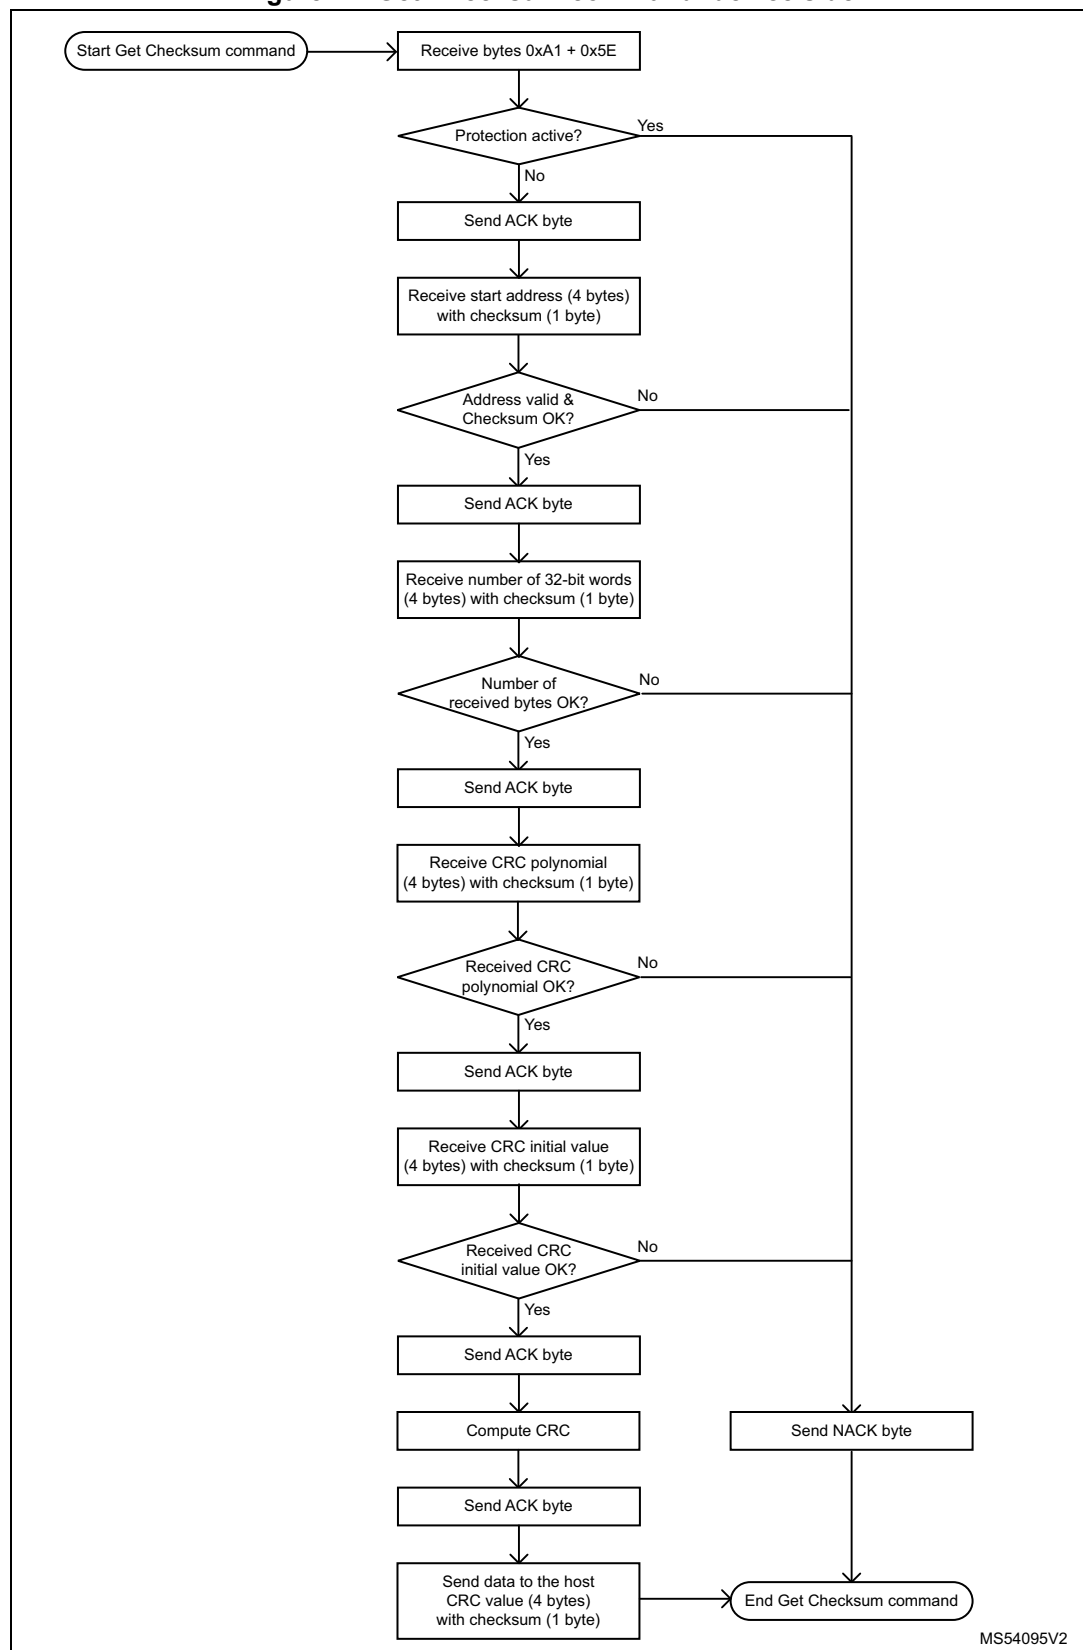 Start Get Checksum command
Receive bytes 0xA1 + 0x5E
Protection active?
Yes
No
Send ACK byte
Receive start address (4 bytes)
with checksum (1 byte)
Address valid &
Checksum OK?
No
Yes
Send ACK byte
Receive number of 32-bit words
(4 bytes) with checksum (1 byte)
Number of
received bytes OK?
No
Yes
Send ACK byte
Receive CRC polynomial
(4 bytes) with checksum (1 byte)
Received CRC
polynomial OK?
No
Yes
Send ACK byte
Receive CRC initial value
(4 bytes) with checksum (1 byte)
Received CRC
initial value OK?
No
Yes
Send ACK byte
Compute CRC
Send NACK byte
Send ACK byte
Send data to the host
CRC value (4 bytes)
with checksum (1 byte)
End Get Checksum command
MS54095V2